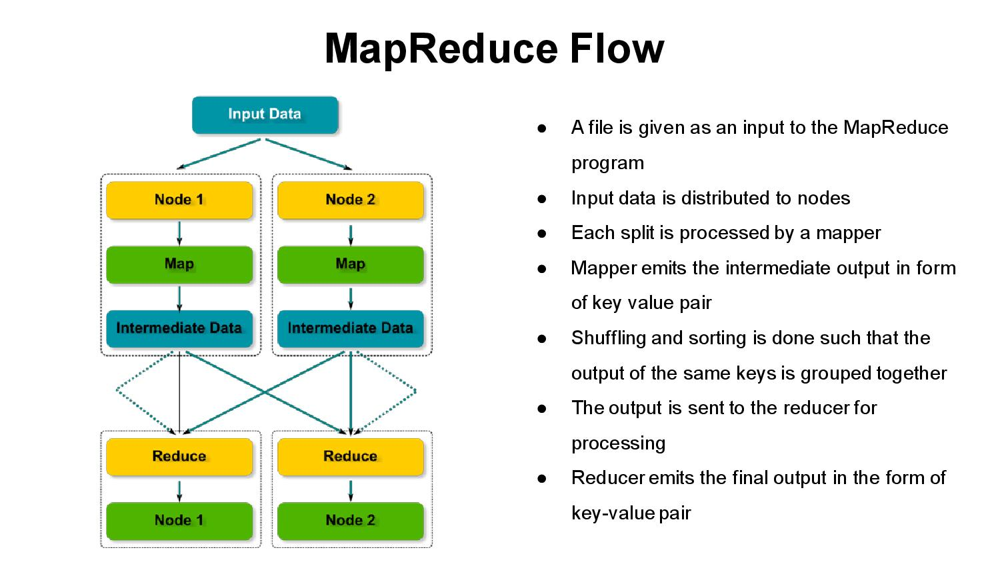 MapReduce Flow
Input Data
Node 1
Node 2
Map
Map
Intermediate Data
Intermediate Data
Reduce
Reduce
Node 1
Node 2
● A file is given as an input to the MapReduce
program
● Input data is distributed to nodes
● Each split is processed by a mapper
● Mapper emits the intermediate output in form
of key value pair
● Shuffling and sorting is done such that the
output of the same keys is grouped together
● The output is sent to the reducer for
processing
● Reducer emits the final output in the form of
key-value pair